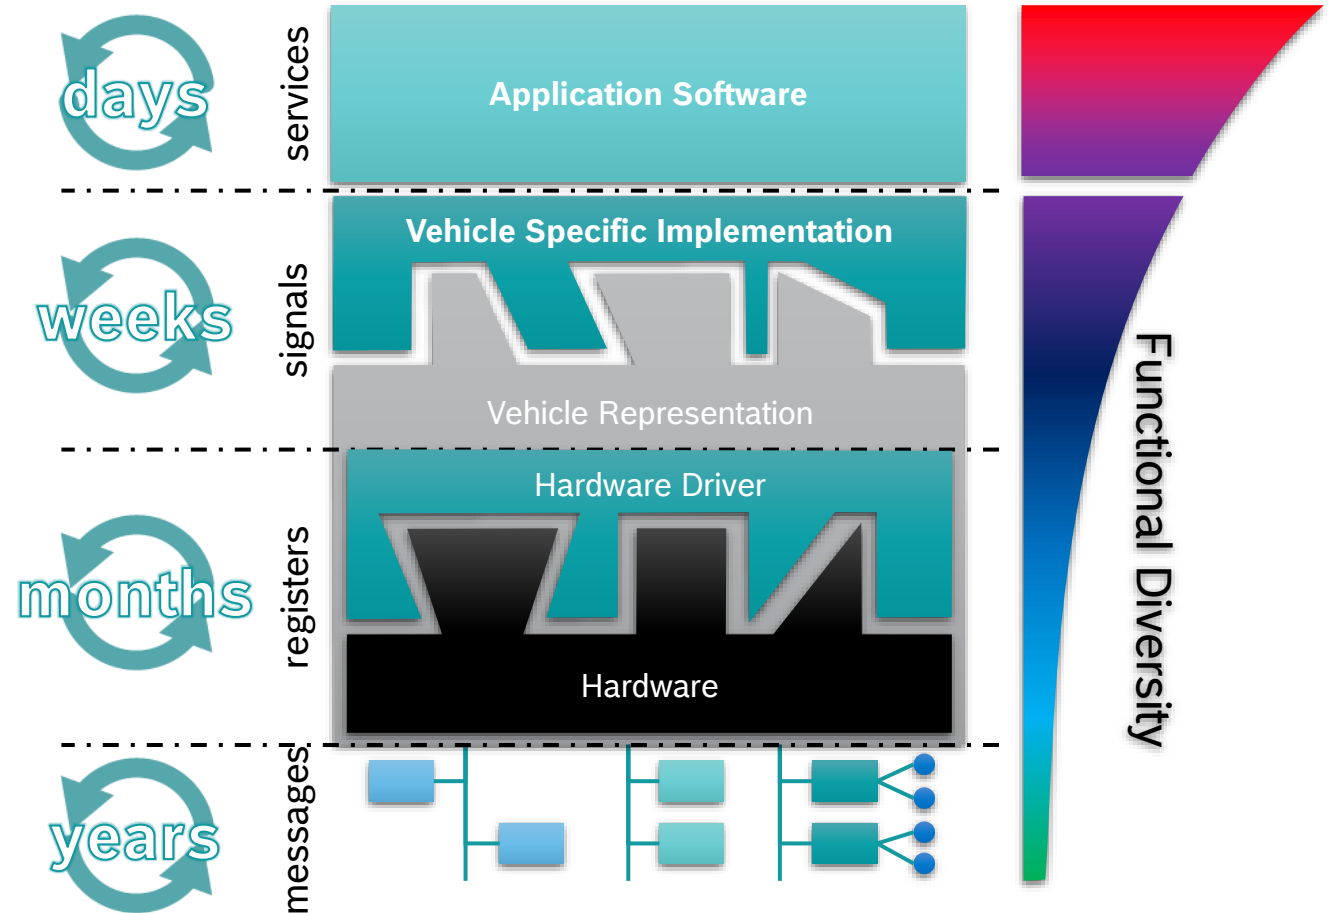 days
services
Application Software
weeks
signals
Vehicle Specific Implementation
Vehicle Representation
months
registers
Hardware Driver
Hardware
years
messages
Functional Diversity